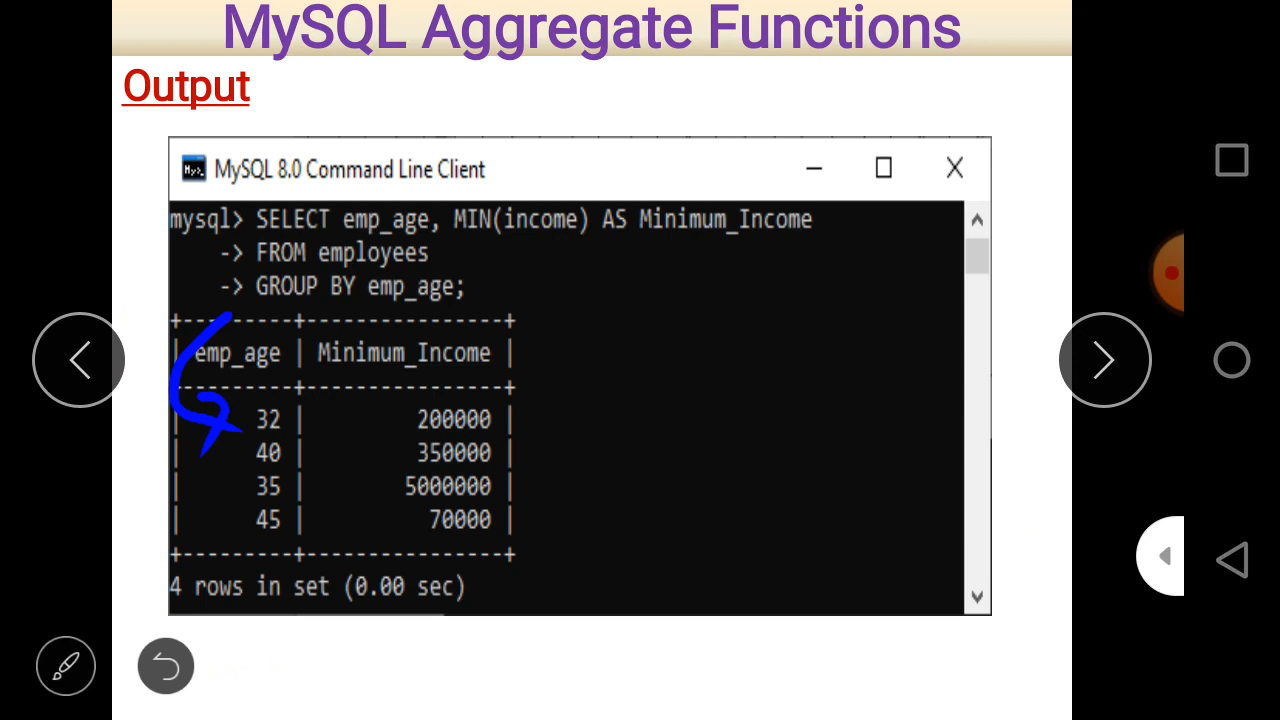 MySQL Aggregate Functions
Output
MySQL 8.0 Command Line Client
mysql> SELECT emp_age, MIN(income) AS Minimum_Income
    -> FROM employees
    -> GROUP BY emp_age;
+---------+----------------+
| emp_age | Minimum_Income |
+---------+----------------+
|      32 |         200000 |
|      40 |         350000 |
|      35 |        5000000 |
|      45 |          70000 |
+---------+----------------+
4 rows in set (0.00 sec)